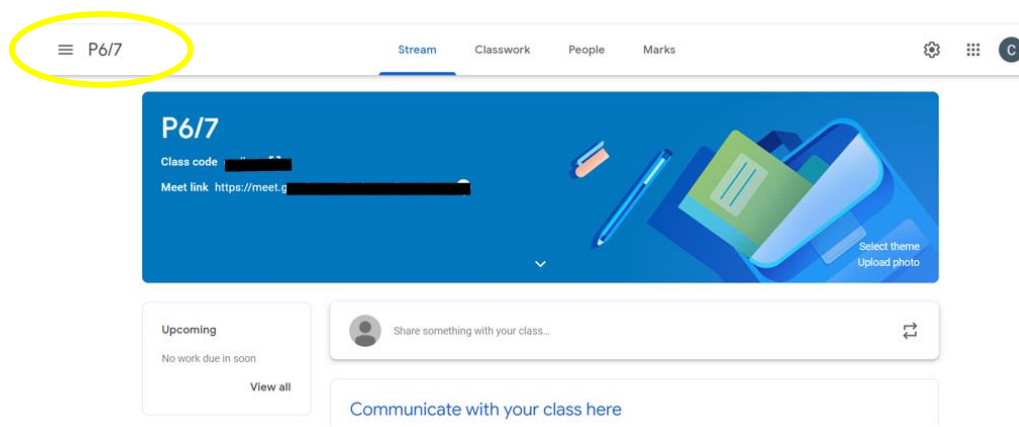 P6/7
Stream Classwork People Marks
C
P6/7
Class code
Meet link https://meet.g
Select theme
Upload photo
Upcoming
No work due in soon
View all
Share something with your class...
Communicate with your class here